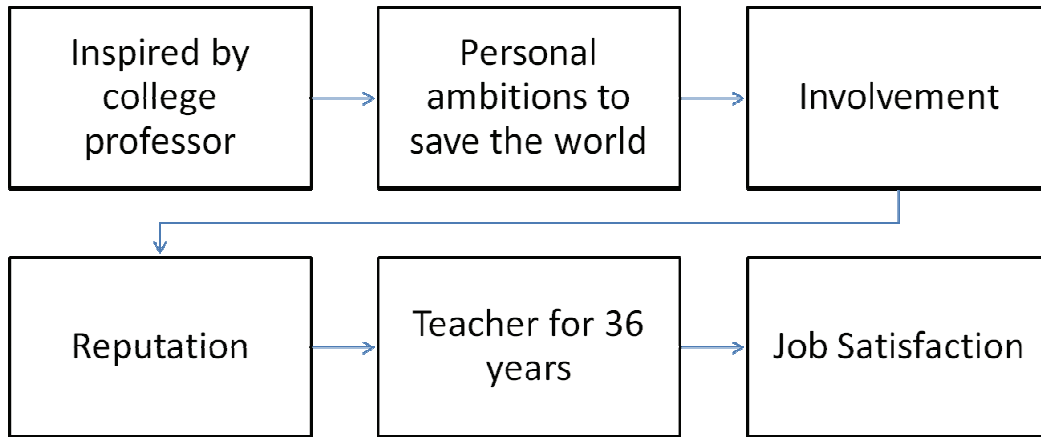 Inspired by
college
professor
Personal
ambitions to
save the world
Involvement
Reputation
Teacher for 36
years
Job Satisfaction